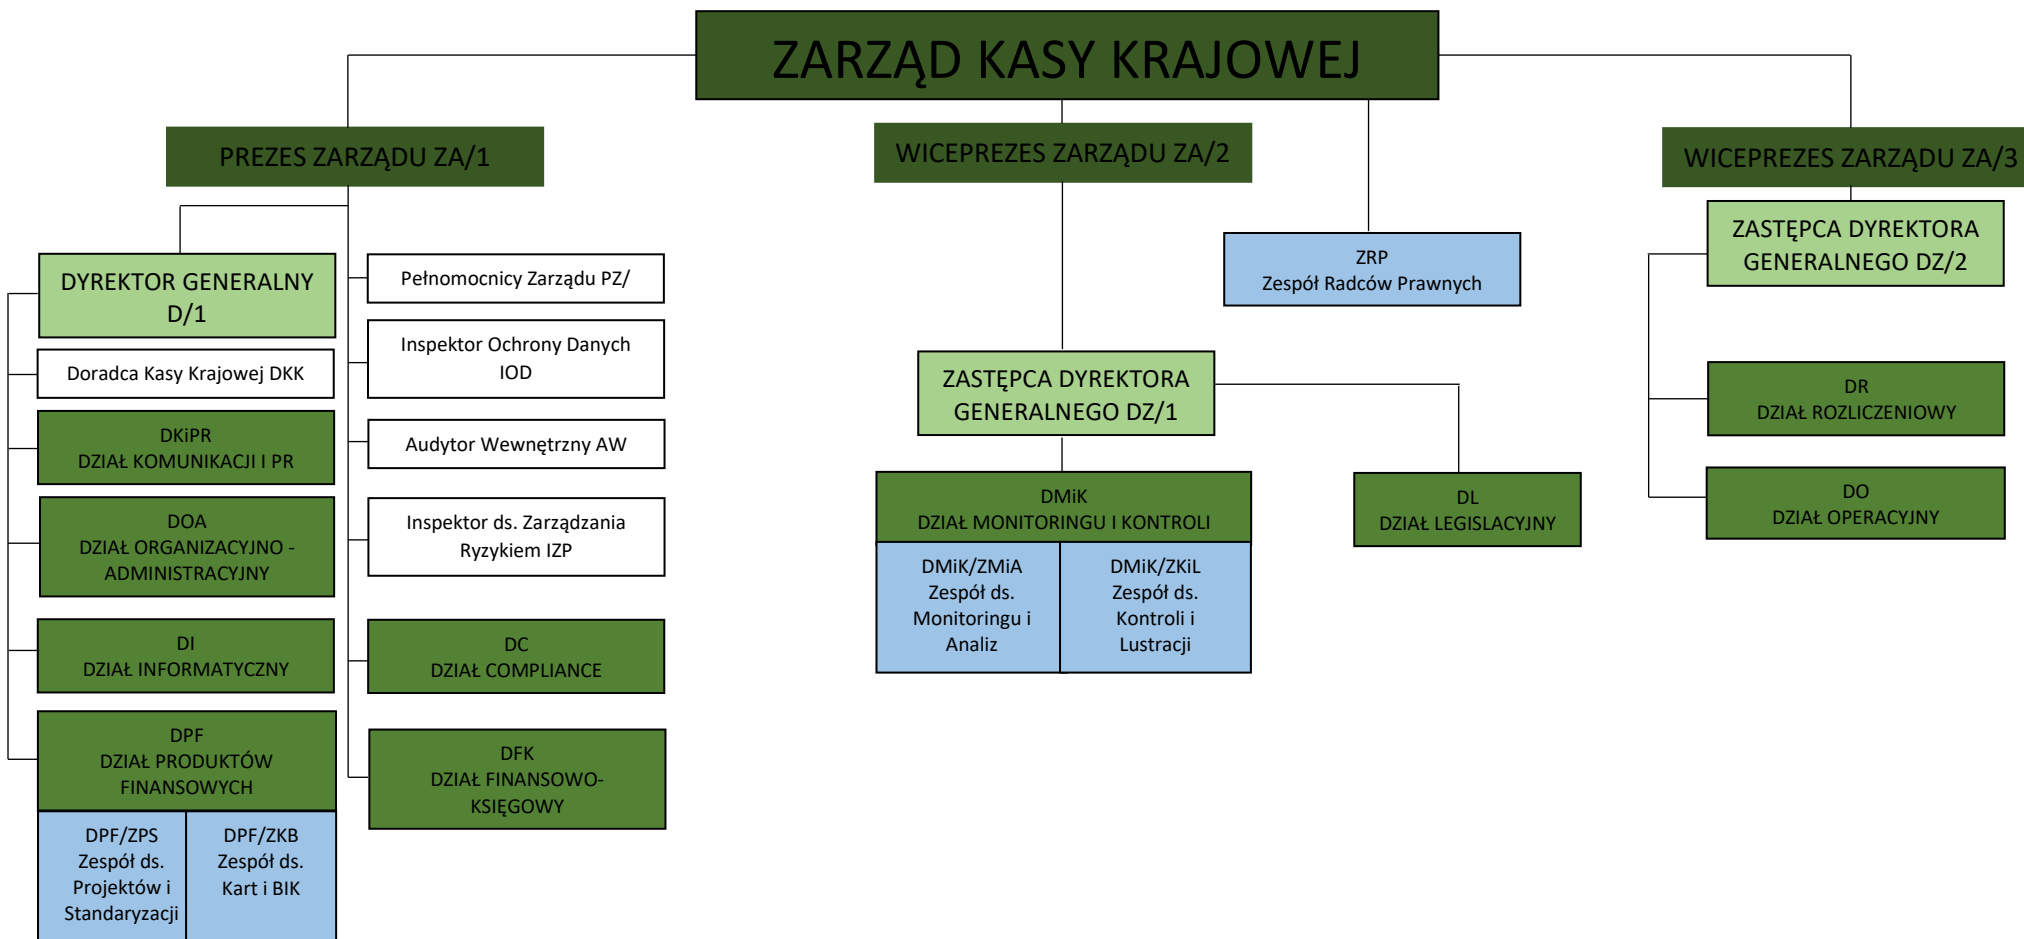 ZARZĄD KASY KRAJOWEJ
PREZES ZARZĄDU ZA/1
WICEPREZES ZARZĄDU ZA/2
WICEPREZES ZARZĄDU ZA/3
DYREKTOR GENERALNY
D/1
Doradca Kasy Krajowej DKK
DKiPR
DZIAŁ KOMUNIKACJI I PR
DOA
DZIAŁ ORGANIZACYJNO -
ADMINISTRACYJNY
DI
DZIAŁ INFORMATYCZNY
DPF
DZIAŁ PRODUKTÓW
FINANSOWYCH
DPF/ZPS
Zespół ds.
Projektów i
Standaryzacji
DPF/ZKB
Zespół ds.
Kart i BIK
Pełnomocnicy Zarządu PZ/
Inspektor Ochrony Danych
IOD
Audytor Wewnętrzny AW
Inspektor ds. Zarządzania
Ryzykiem IZP
DC
DZIAŁ COMPLIANCE
DFK
DZIAŁ FINANSOWO-
KSIĘGOWY
ZASTĘPCA DYREKTORA
GENERALNEGO DZ/1
DMiK
DZIAŁ MONITORINGU I KONTROLI
DMiK/ZMiA
Zespół ds.
Monitoringu i
Analiz
DMiK/ZKiL
Zespół ds.
Kontroli i
Lustracji
ZRP
Zespół Radców Prawnych
DL
DZIAŁ LEGISLACYJNY
ZASTĘPCA DYREKTORA
GENERALNEGO DZ/2
DR
DZIAŁ ROZLICZENIOWY
DO
DZIAŁ OPERACYJNY